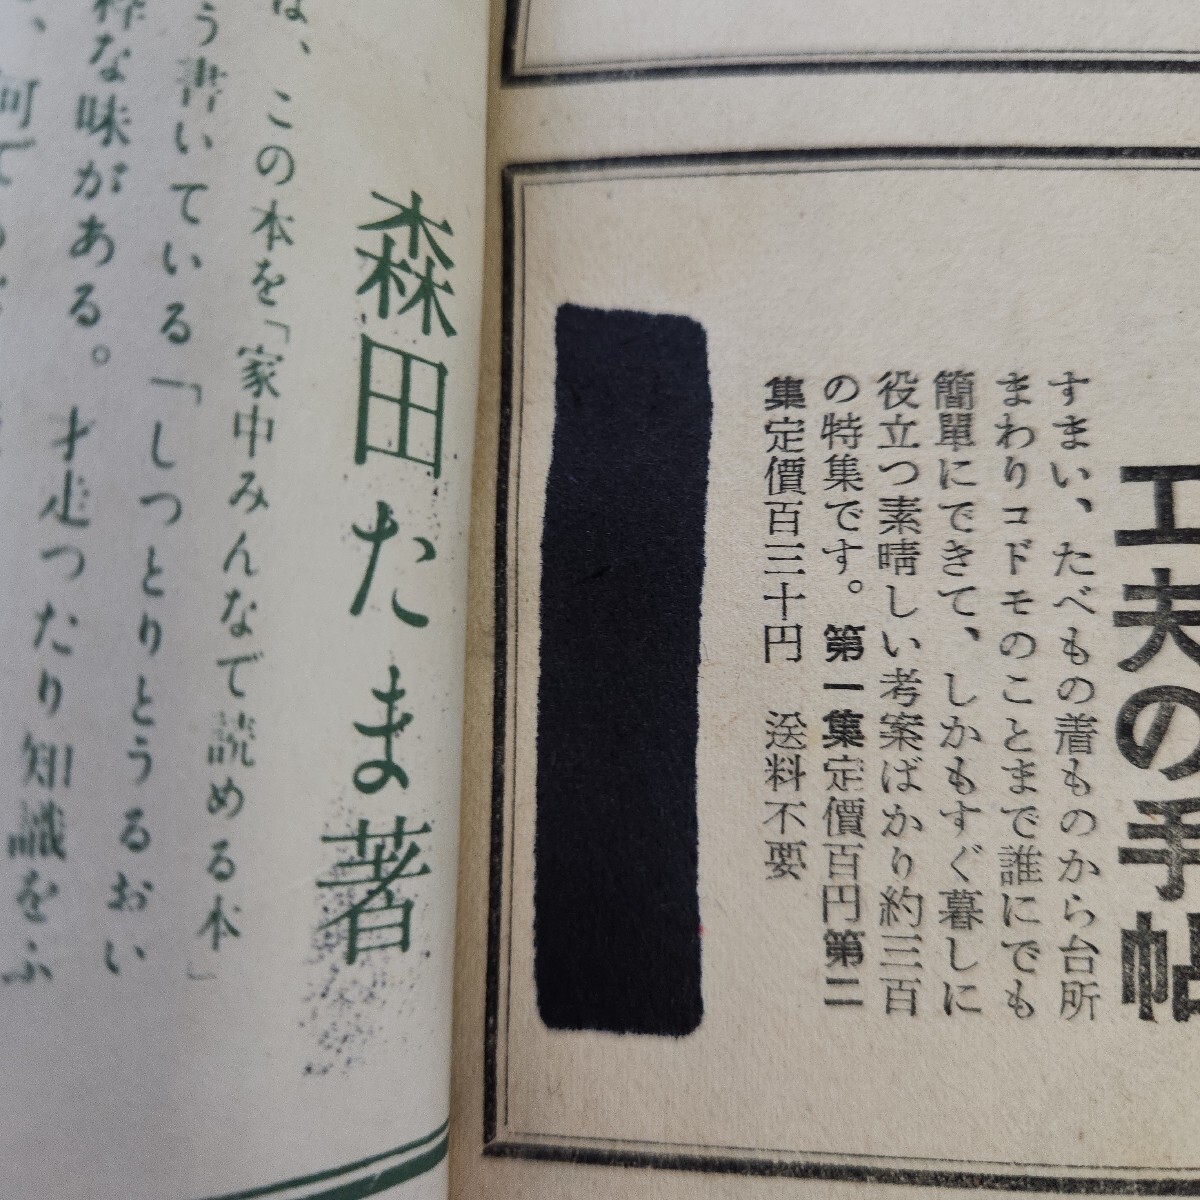 工夫の手帖
すまい、たべもの着ものから台所
まわりコドモのことまで誰にでも
簡單にできて、しかもすぐ暮しに
役立つ素晴しい考案ばかり約三百
の特集です。第一集定價百円第二
集定價百三十円　送料不要
森田たま著
は、この本を「家中みんなで読める本」
う書いている「しつとりとうるおい
粋な味がある。才走つたり知識をふ